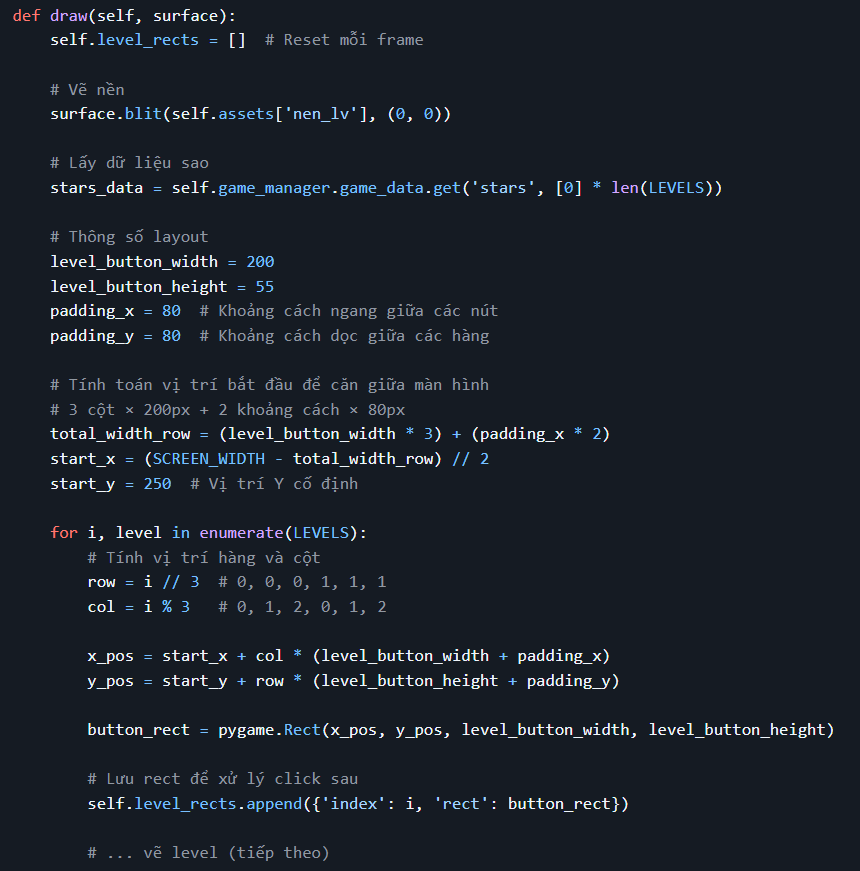 def draw(self, surface):
    self.level_rects = []  # Reset mỗi frame

    # Vẽ nền
    surface.blit(self.assets['nen_lv'], (0, 0))

    # Lấy dữ liệu sao
    stars_data = self.game_manager.game_data.get('stars', [0] * len(LEVELS))

    # Thông số layout
    level_button_width = 200
    level_button_height = 55
    padding_x = 80  # Khoảng cách ngang giữa các nút
    padding_y = 80  # Khoảng cách dọc giữa các hàng

    # Tính toán vị trí bắt đầu để căn giữa màn hình
    # 3 cột × 200px + 2 khoảng cách × 80px
    total_width_row = (level_button_width * 3) + (padding_x * 2)
    start_x = (SCREEN_WIDTH - total_width_row) // 2
    start_y = 250  # Vị trí Y cố định

    for i, level in enumerate(LEVELS):
        # Tính vị trí hàng và cột
        row = i // 3  # 0, 0, 0, 1, 1, 1
        col = i % 3   # 0, 1, 2, 0, 1, 2

        x_pos = start_x + col * (level_button_width + padding_x)
        y_pos = start_y + row * (level_button_height + padding_y)

        button_rect = pygame.Rect(x_pos, y_pos, level_button_width, level_button_height)

        # Lưu rect để xử lý click sau
        self.level_rects.append({'index': i, 'rect': button_rect})

        # ... vẽ level (tiếp theo)